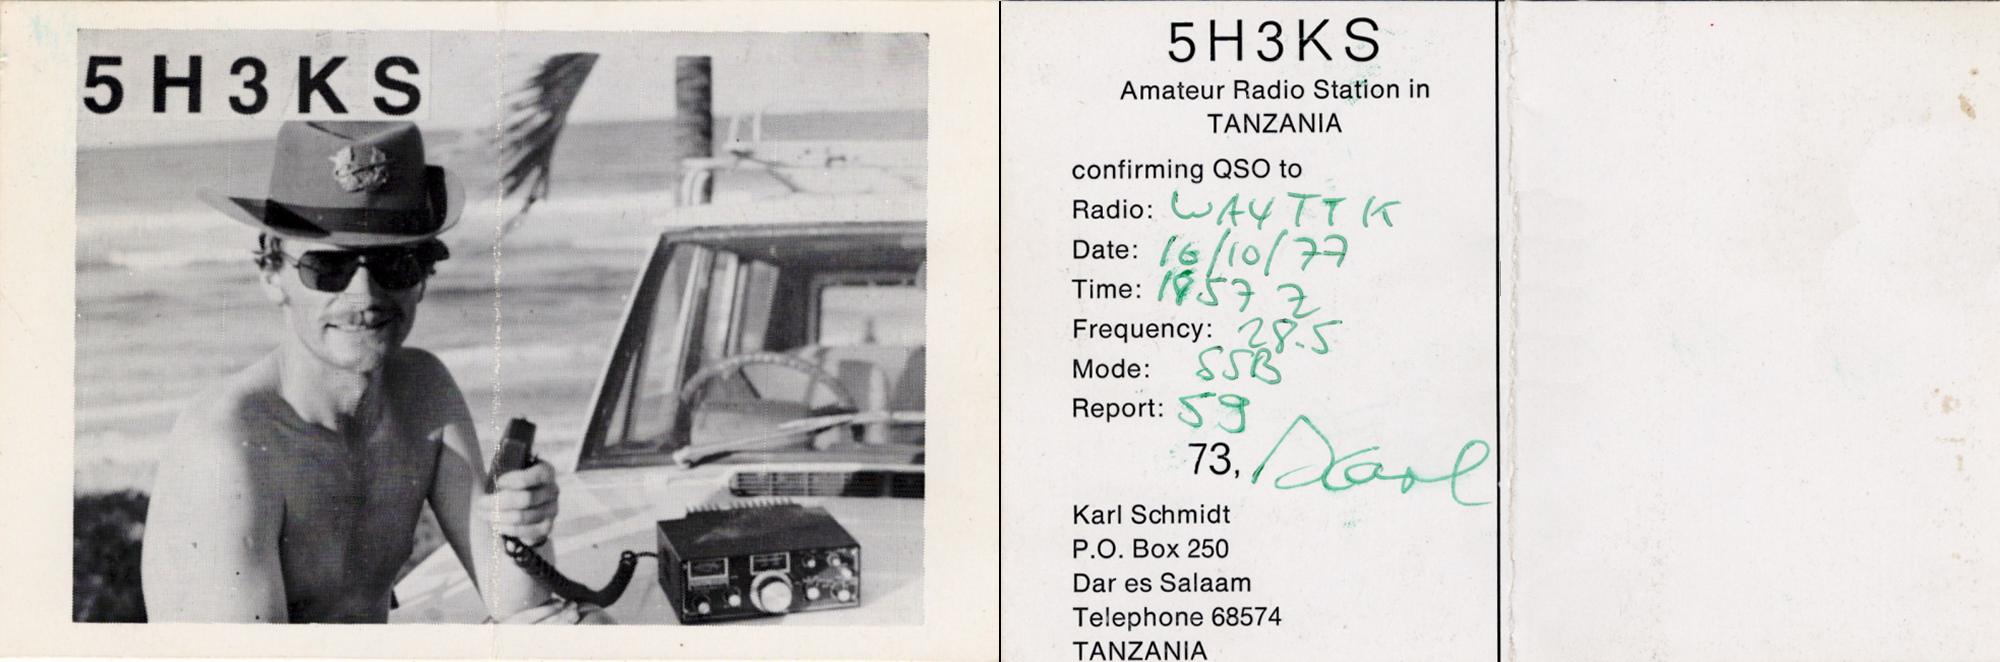 5H3KS
5H3KS
Amateur Radio Station in
TANZANIA
confirming QSO to
Radio: WA4TTK
Date: 16/10/77
Time: 1957 Z
Frequency: 28.5
Mode: SSB
Report: 59
73, Karl
Karl Schmidt
P.O. Box 250
Dar es Salaam
Telephone 68574
TANZANIA